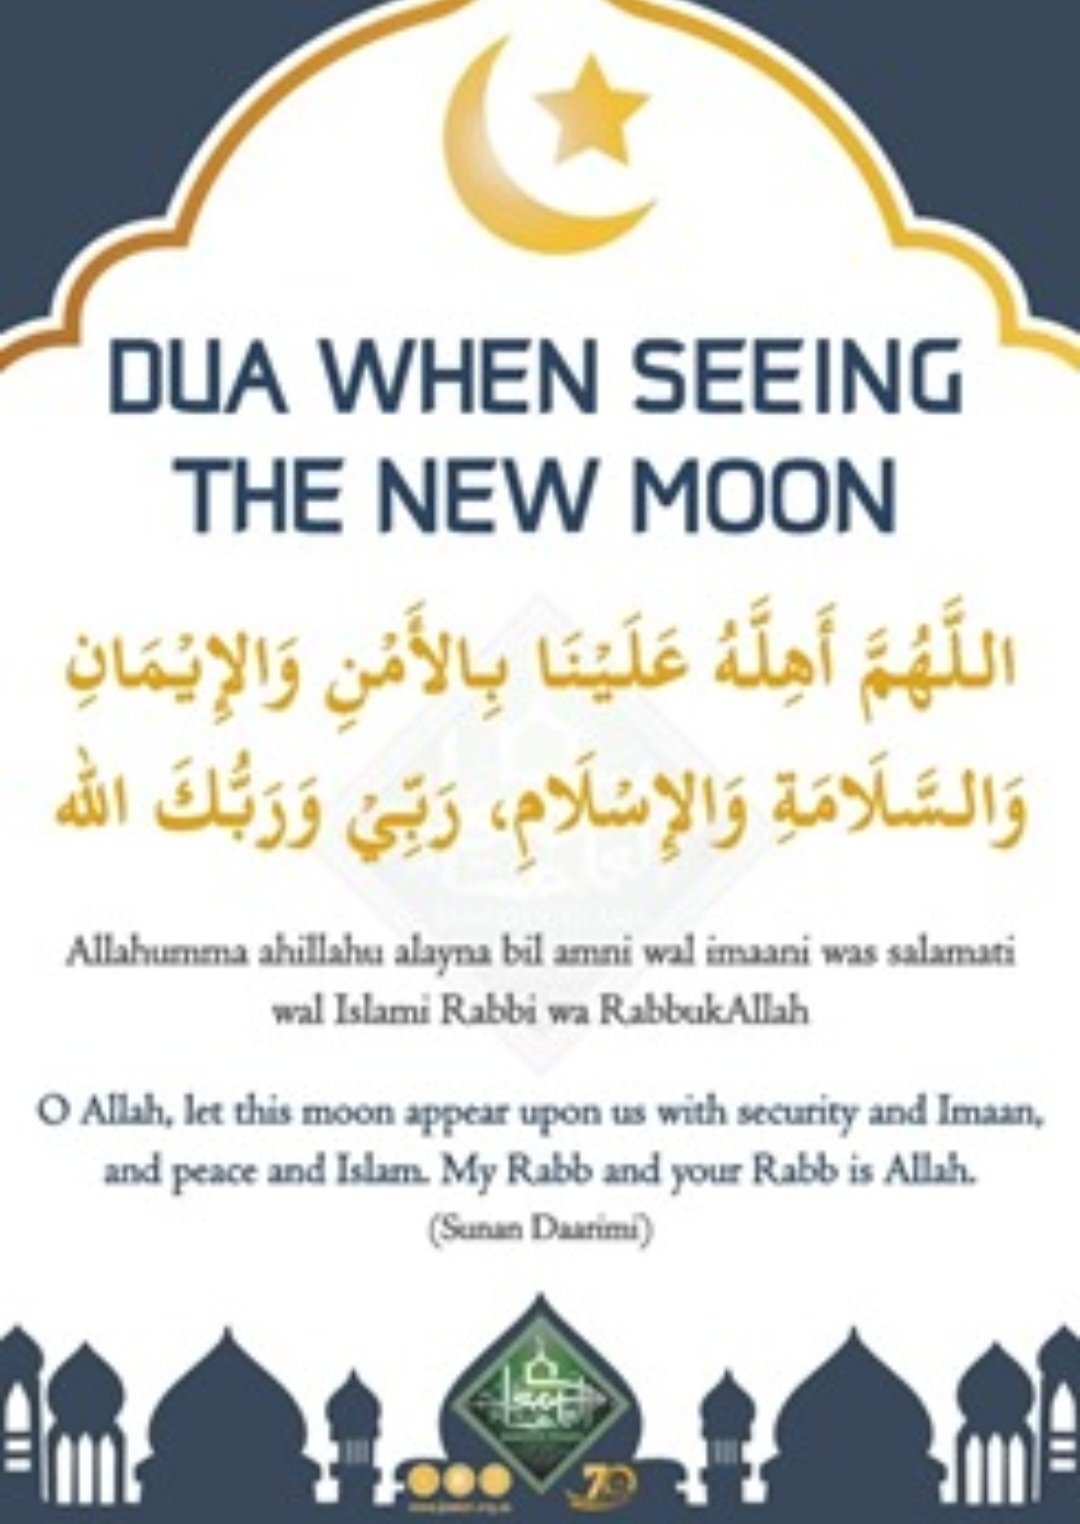 DUA WHEN SEEING
THE NEW MOON
اللَّهُمَّ أَهِلَّهُ عَلَيْنَا بِالأَمْنِ وَالإِيْمَانِ
وَالسَّلَامَةِ وَالإِسْلَامِ، رَبِّيْ وَرَبُّكَ الله
Allahumma ahillahu alayna bil amni wal imaani was salamati
wal Islami Rabbi wa RabbukAllah
O Allah, let this moon appear upon us with security and Imaan,
and peace and Islam. My Rabb and your Rabb is Allah.
(Sunan Daarimi)
70